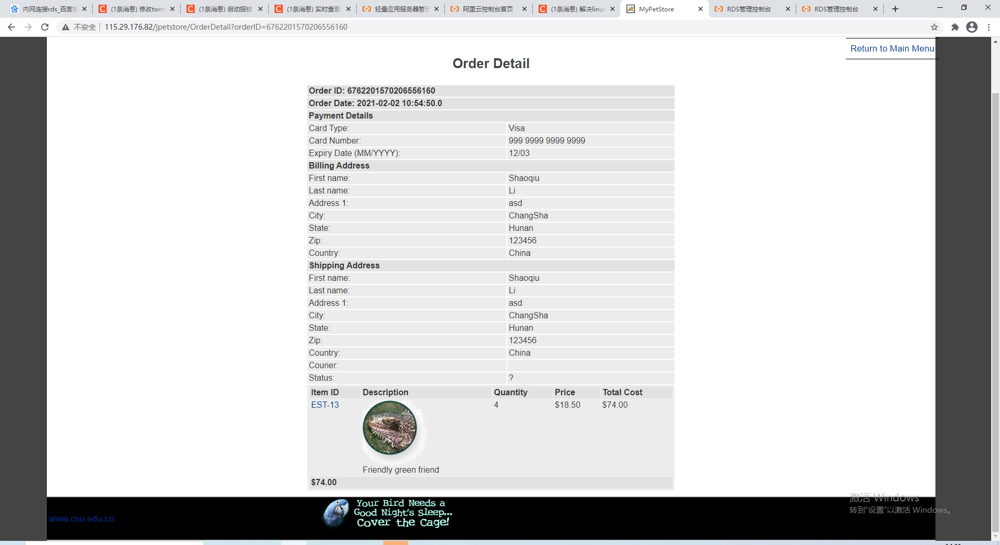 内网连接rds_百度搜
(1条消息) 修改tom
(1条消息) 启动报错
(1条消息) 实时查看
轻量应用服务器管理
阿里云控制台首页
(1条消息) 解决linux
MyPetStore
RDS管理控制台
RDS管理控制台
不安全
115.29.176.82/jpetstore/OrderDetail?orderID=6762201570206556160
Return to Main Menu
Order Detail
Order ID: 6762201570206556160
Order Date: 2021-02-02 10:54:50.0
Payment Details
Card Type: Visa
Card Number: 999 9999 9999 9999
Expiry Date (MM/YYYY): 12/03
Billing Address
First name: Shaoqiu
Last name: Li
Address 1: asd
City: ChangSha
State: Hunan
Zip: 123456
Country: China
Shipping Address
First name: Shaoqiu
Last name: Li
Address 1: asd
City: ChangSha
State: Hunan
Zip: 123456
Country: China
Courier:
Status: ?
Item ID Description Quantity Price Total Cost
EST-13 4 $18.50 $74.00
Friendly green friend
$74.00
www.csu.edu.cn
Your Bird Needs a
Good Night's Sleep...
Cover the Cage!
激活 Windows
转到“设置”以激活 Windows。